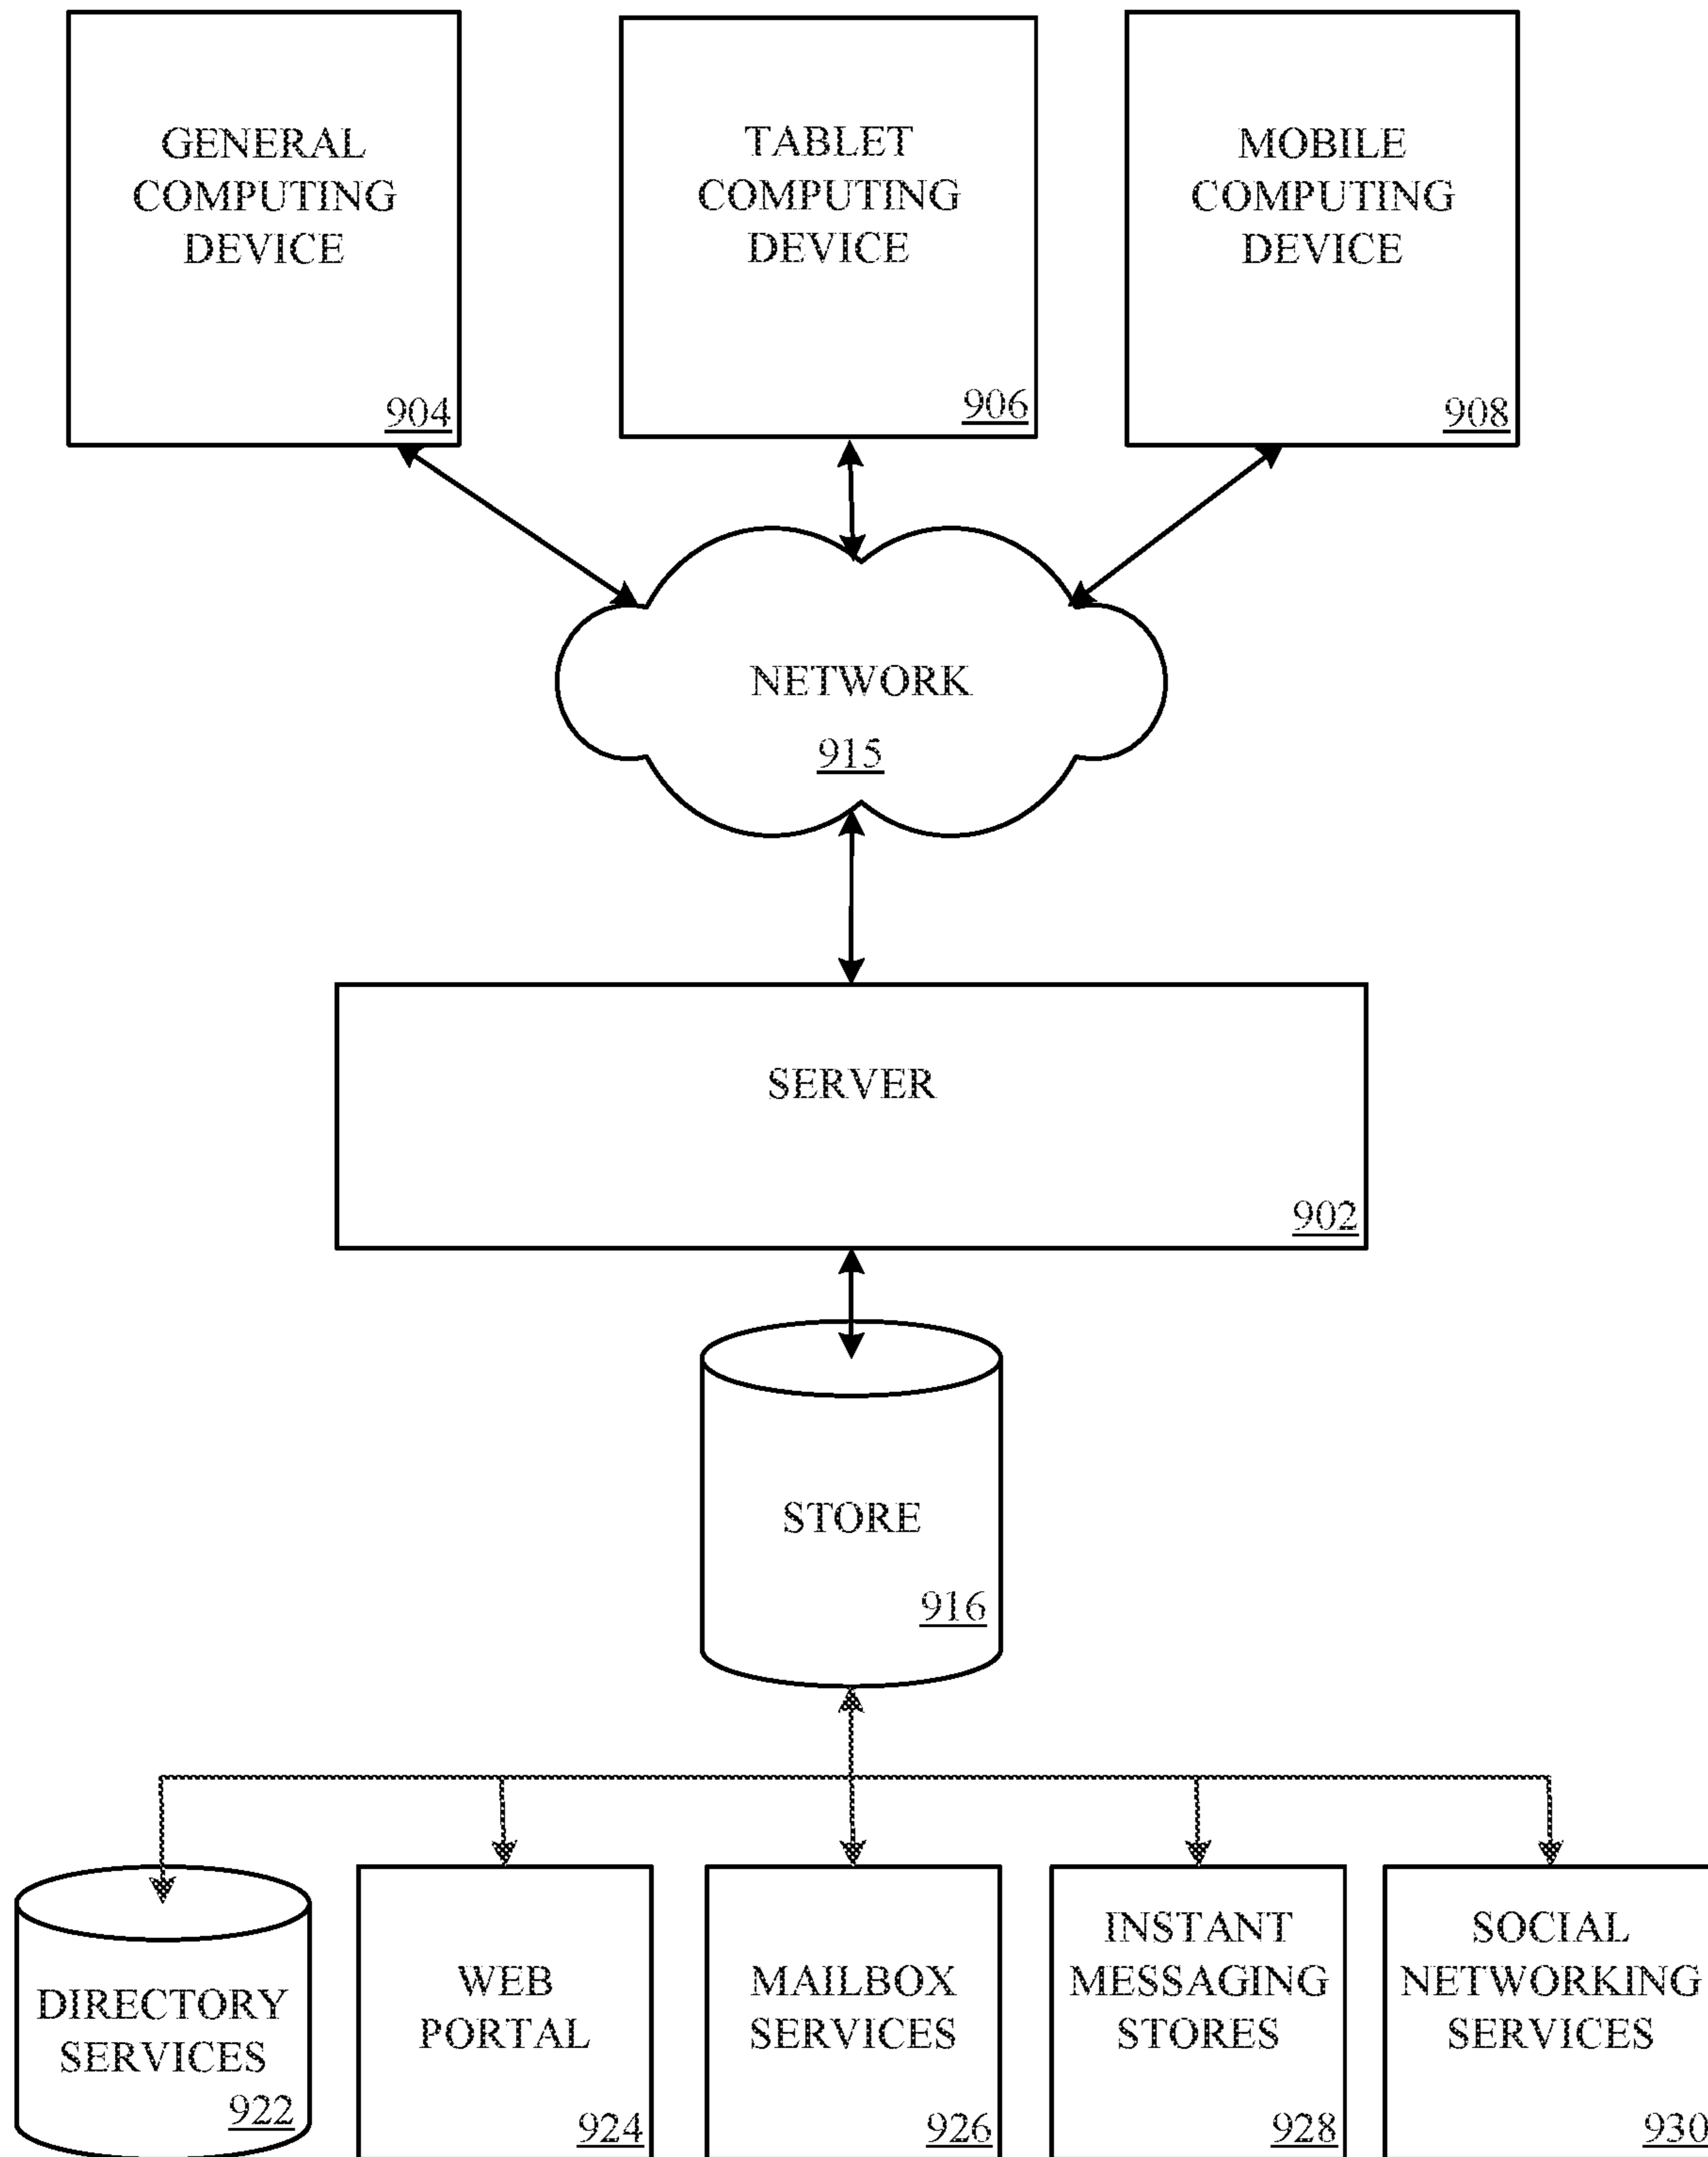 GENERAL
COMPUTING
DEVICE
904
TABLET
COMPUTING
DEVICE
906
MOBILE
COMPUTING
DEVICE
908
NETWORK
915
SERVER
902
STORE
916
DIRECTORY
SERVICES
922
WEB
PORTAL
924
MAILBOX
SERVICES
926
INSTANT
MESSAGING
STORES
928
SOCIAL
NETWORKING
SERVICES
930